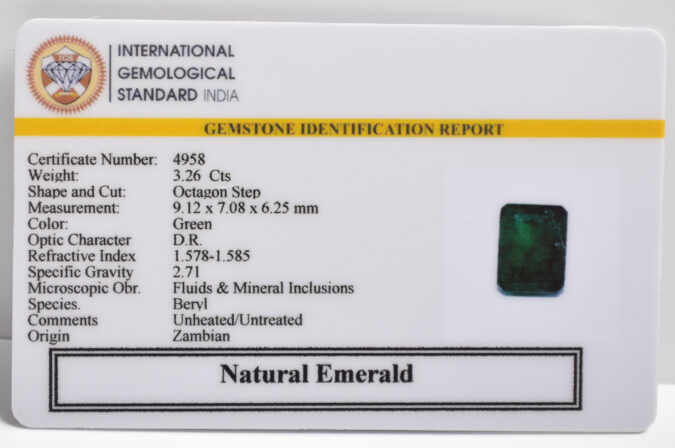 INTERNATIONAL
GEMOLOGICAL
STANDARD INDIA
GEMSTONE IDENTIFICATION REPORT
Certificate Number: 4958
Weight: 3.26 Cts
Shape and Cut: Octagon Step
Measurement: 9.12 x 7.08 x 6.25 mm
Color: Green
Optic Character D.R.
Refractive Index 1.578-1.585
Specific Gravity 2.71
Microscopic Obr. Fluids & Mineral Inclusions
Species. Beryl
Comments Unheated/Untreated
Origin Zambian
Natural Emerald